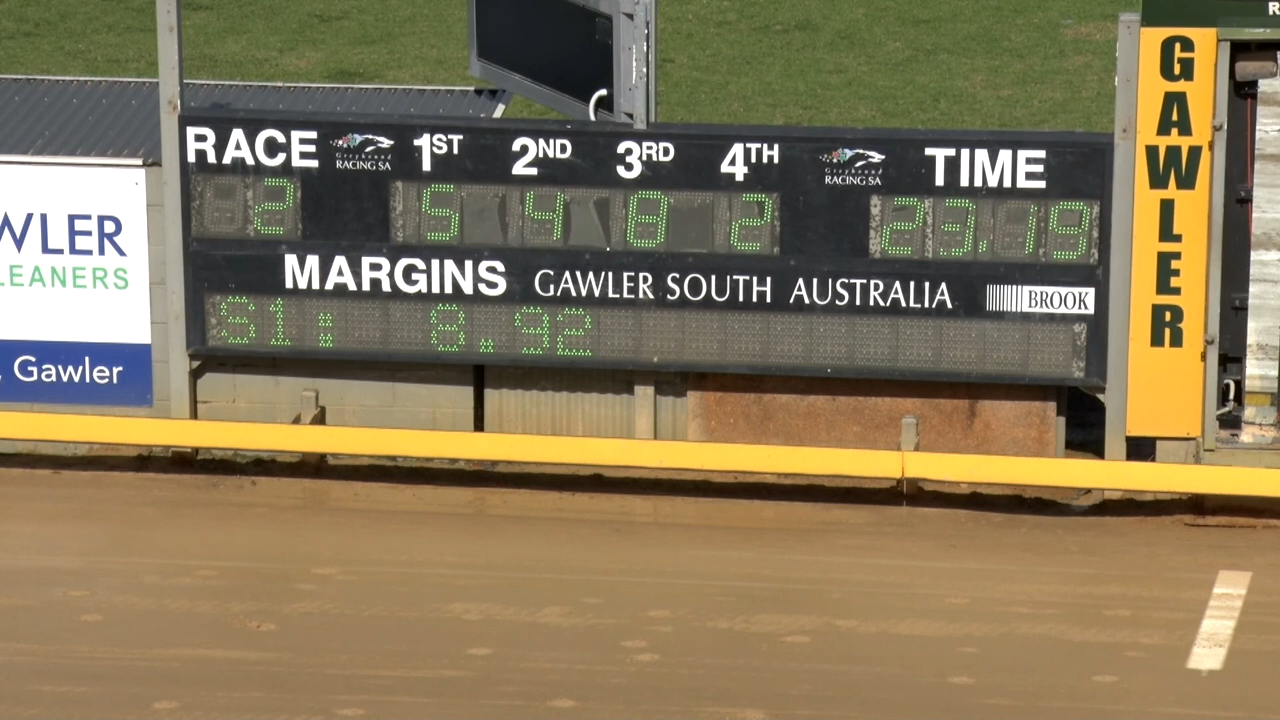 R
GAWLER
RACE
Greyhound
RACING SA
1ST
2ND
3RD
4TH
Greyhound
RACING SA
TIME
2
5
4
8
2
23.19
MARGINS
GAWLER SOUTH AUSTRALIA
BROOK
S1: 8.92
WLER
LEANERS
, Gawler